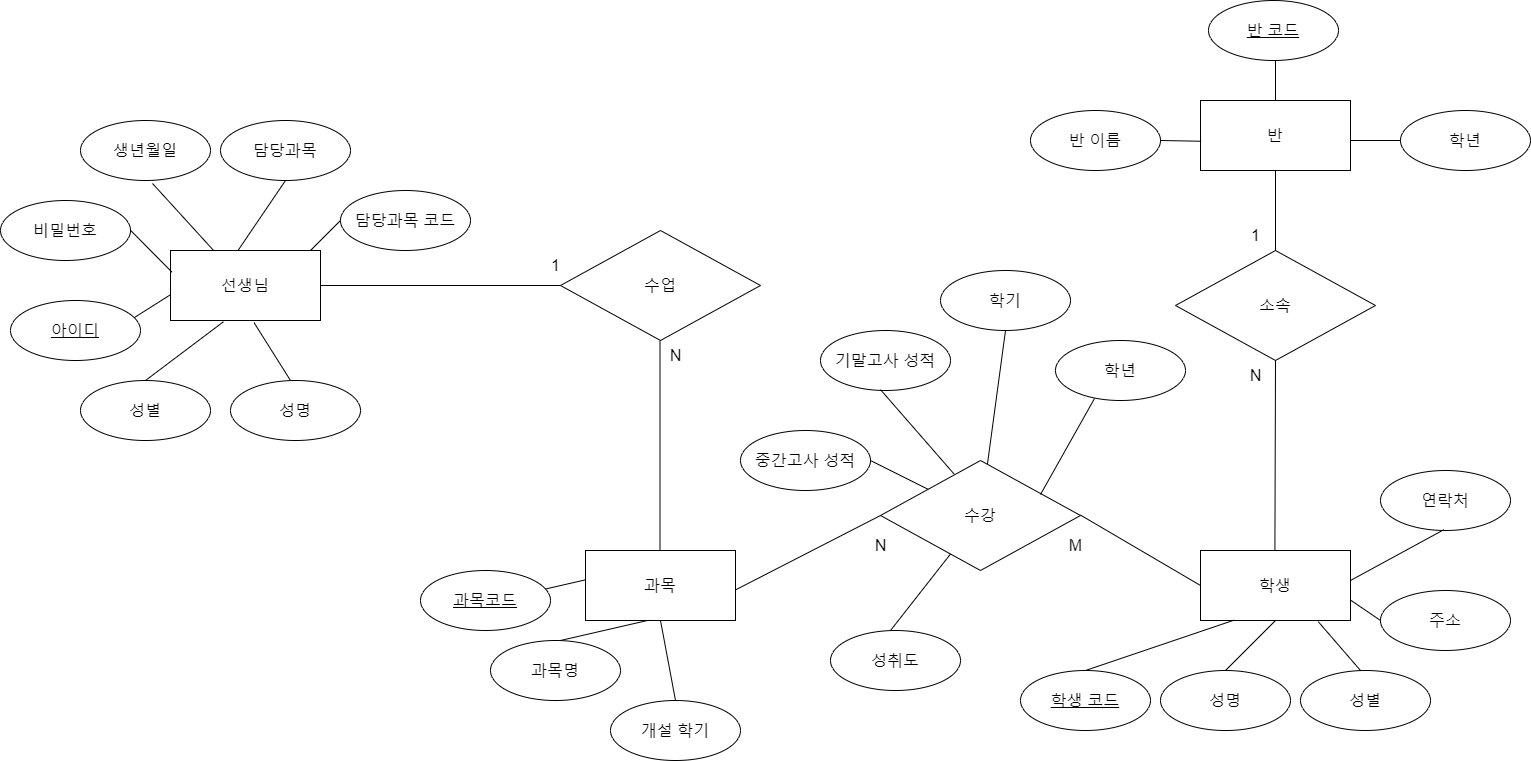 반 코드
반 이름
반
학년
생년월일
담당과목
담당과목 코드
비밀번호
선생님
아이디
성별
성명
1
수업
N
1
소속
N
학기
기말고사 성적
학년
중간고사 성적
수강
N
M
성취도
과목
과목코드
과목명
개설 학기
학생
연락처
주소
학생 코드
성명
성별